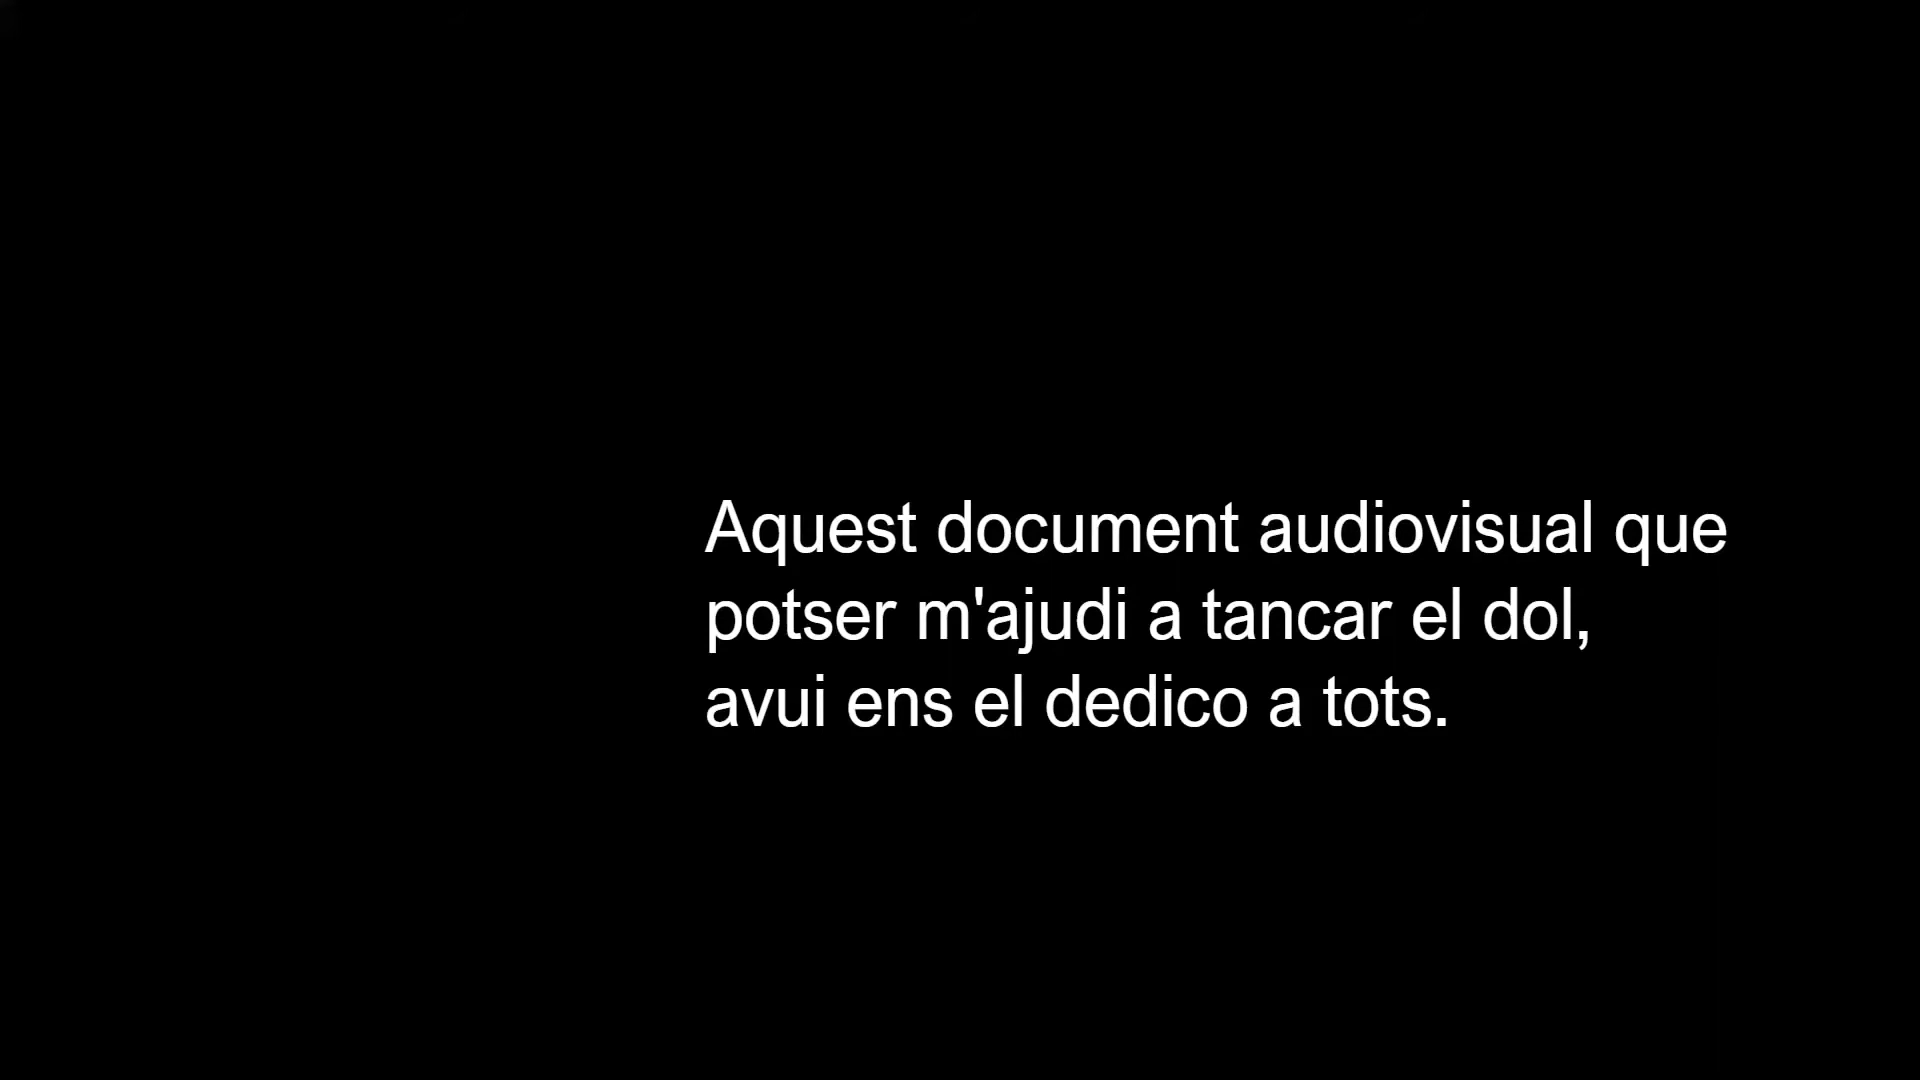 Aquest document audiovisual que
potser m'ajudi a tancar el dol,
avui ens el dedico a tots.